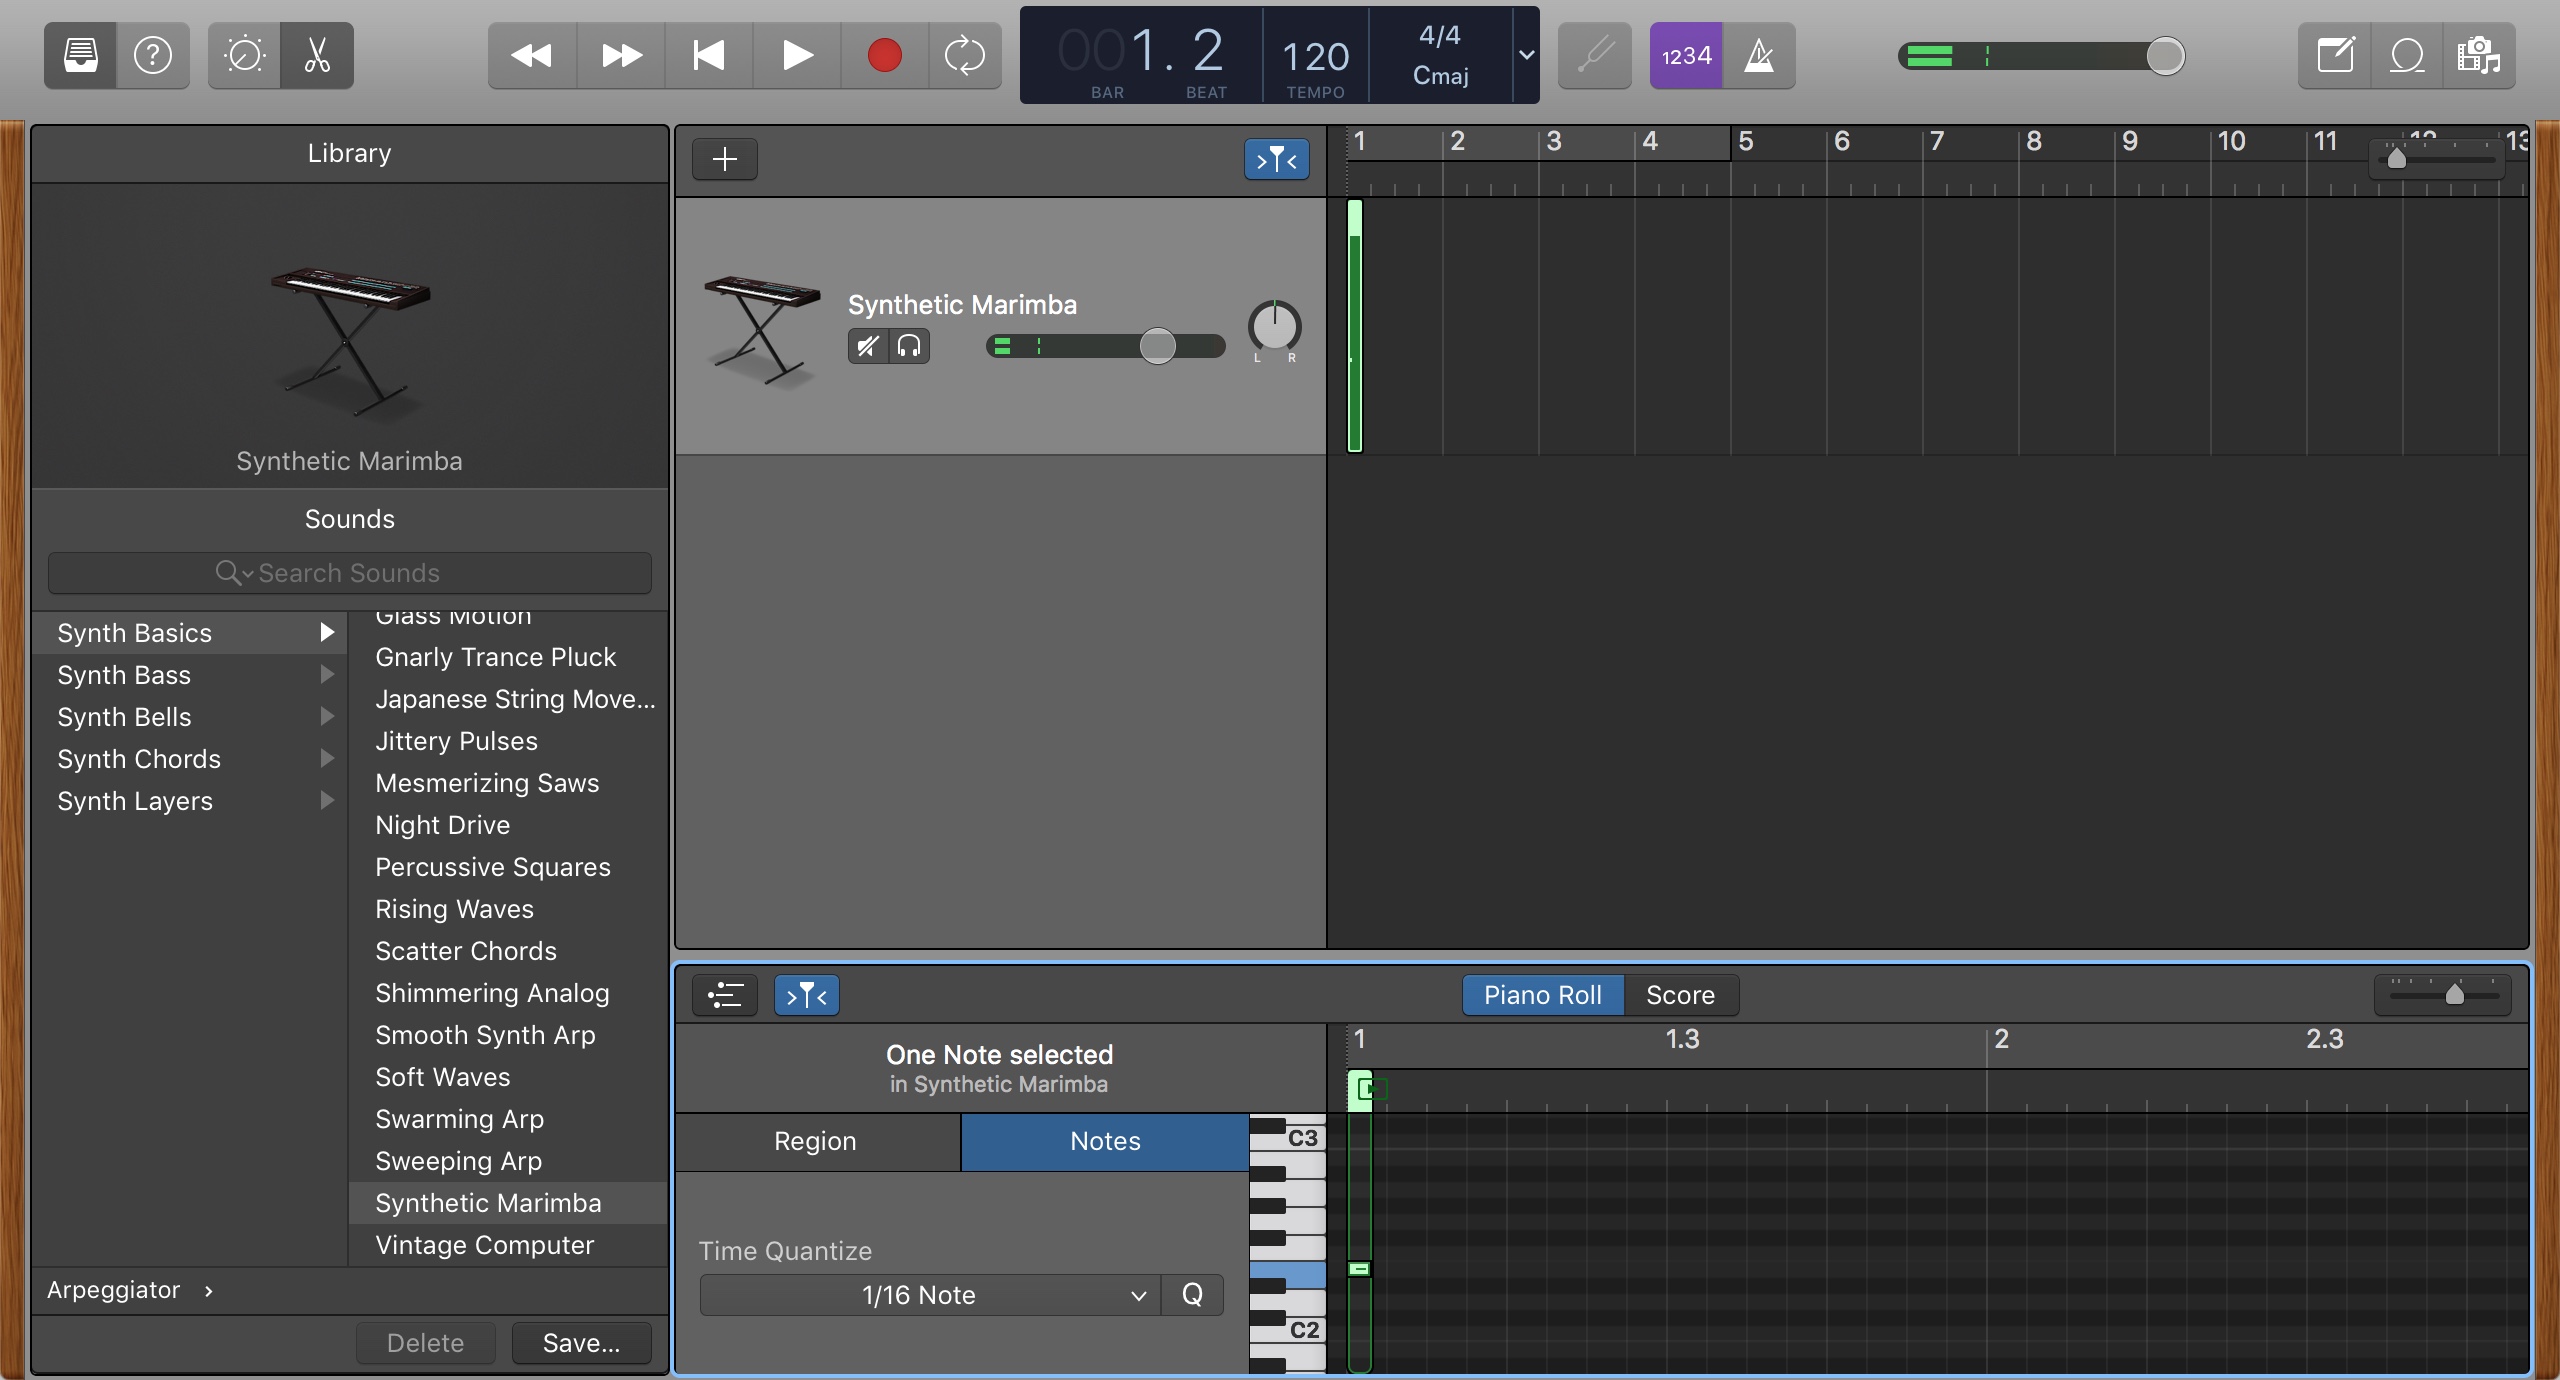 001. 2
BAR BEAT
120
TEMPO
4/4
Cmaj
1234
Library
Synthetic Marimba
Sounds
Search Sounds
Synth Basics
Synth Bass
Synth Bells
Synth Chords
Synth Layers
Glass Motion
Gnarly Trance Pluck
Japanese String Move...
Jittery Pulses
Mesmerizing Saws
Night Drive
Percussive Squares
Rising Waves
Scatter Chords
Shimmering Analog
Smooth Synth Arp
Soft Waves
Swarming Arp
Sweeping Arp
Synthetic Marimba
Vintage Computer
Arpeggiator
Delete Save...
1 2 3 4 5 6 7 8 9 10 11 12 13
Synthetic Marimba
L R
Piano Roll Score
One Note selected
in Synthetic Marimba
1 1.3 2 2.3
Region Notes
C3
Time Quantize
1/16 Note Q
C2